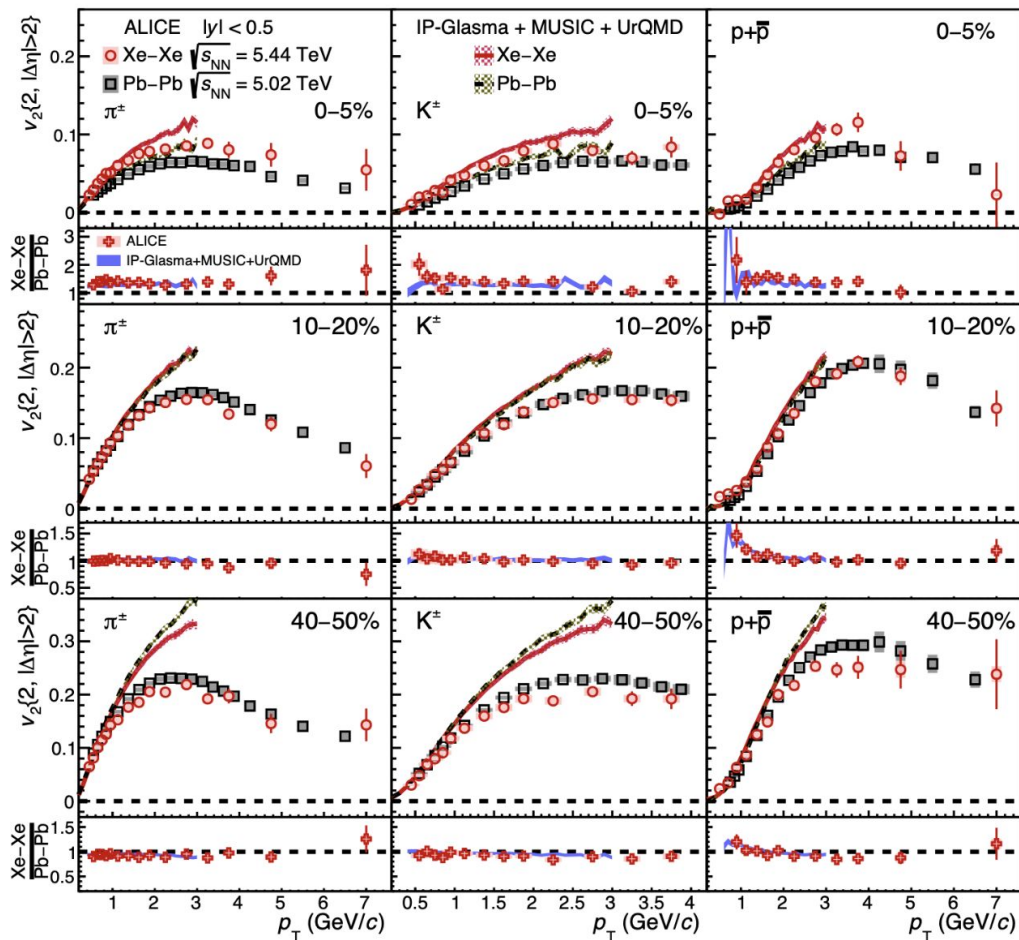 ALICE |y| < 0.5
Xe−Xe √s_NN = 5.44 TeV
Pb−Pb √s_NN = 5.02 TeV
π± 0−5%
IP-Glasma + MUSIC + UrQMD
Xe−Xe
Pb−Pb
K± 0−5%
p+p̅ 0−5%
v₂{2, |Δη|>2}
0.2
0.1
0
Xe−Xe
Pb−Pb
3
2
1
ALICE
IP-Glasma+MUSIC+UrQMD
π± 10−20%
K± 10−20%
p+p̅ 10−20%
v₂{2, |Δη|>2}
0.2
0.1
0
Xe−Xe
Pb−Pb
1.5
1
0.5
π± 40−50%
K± 40−50%
p+p̅ 40−50%
v₂{2, |Δη|>2}
0.3
0.2
0.1
0
Xe−Xe
Pb−Pb
1.5
1
0.5
1 2 3 4 5 6 7
0.5 1 1.5 2 2.5 3 3.5 4
1 2 3 4 5 6 7
p_T (GeV/c)
p_T (GeV/c)
p_T (GeV/c)